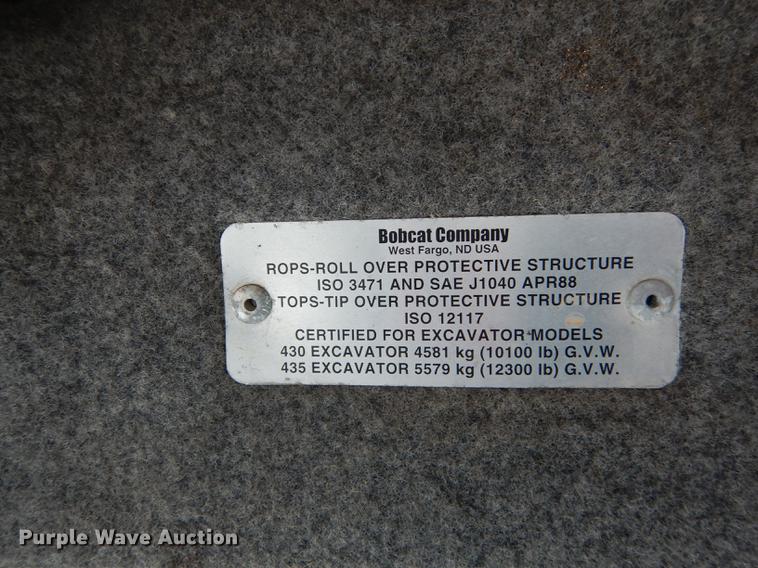 Bobcat Company
West Fargo, ND USA
ROPS-ROLL OVER PROTECTIVE STRUCTURE
ISO 3471 AND SAE J1040 APR88
TOPS-TIP OVER PROTECTIVE STRUCTURE
ISO 12117
CERTIFIED FOR EXCAVATOR MODELS
430 EXCAVATOR 4581 kg (10100 lb) G.V.W.
435 EXCAVATOR 5579 kg (12300 lb) G.V.W.
Purple Wave Auction